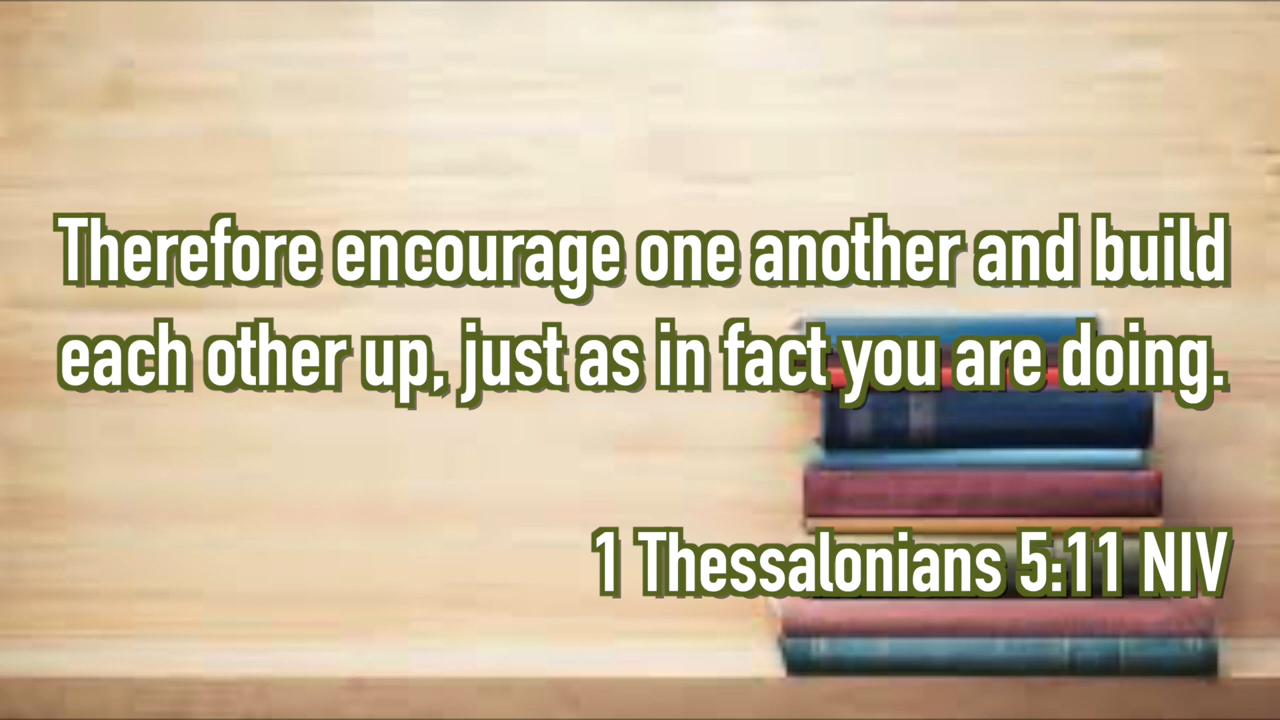 Therefore encourage one another and build
each other up, just as in fact you are doing.
1 Thessalonians 5:11 NIV